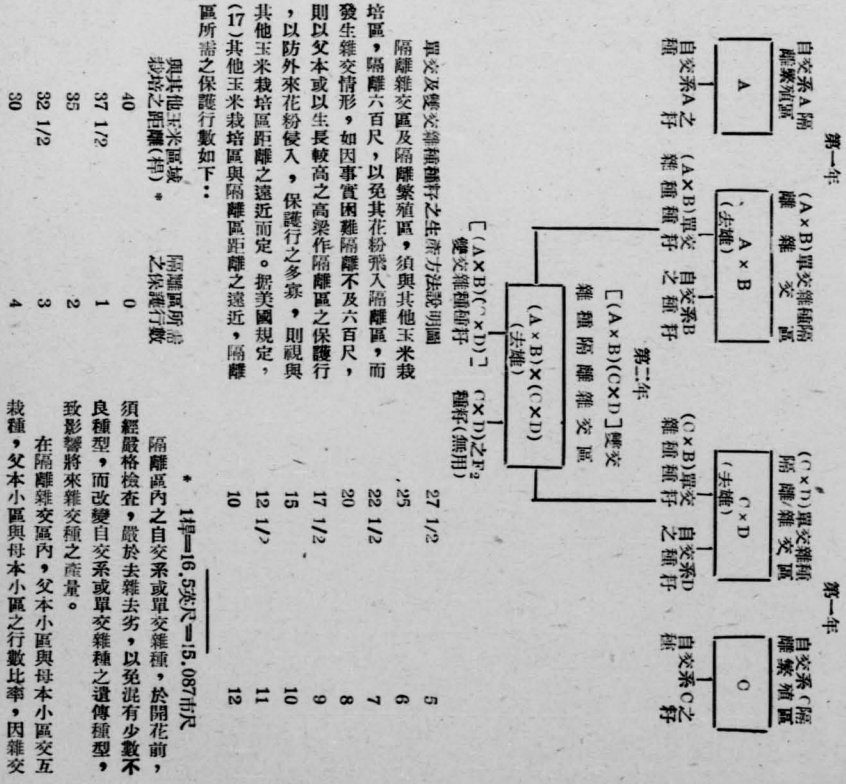 第一年
第一年
自交系A隔
離繁殖區
(A×B)單交雜種隔
離雜交區
(C×D)單交雜種
隔離雜交區
自交系C隔
離繁殖區
A
A×B
(去雄)
C×D
(去雄)
C
自交系A之籽
種
(A×B)單交
雜種種籽
自交系B
之種籽
(C×B)單交
雜種種籽
自交系D
之種籽
自交系C之籽
種
第二年
[(A×B)(C×D]雙交
雜種隔離雜交區
(A×B)×(C×D)
(去雄)
[(A×B)(C×D)]
雙交雜種種籽
(C×D)之F₂
種籽(無用)
單交及雙交雜種種籽之生產方法說明圖
隔離雜交區及隔離繁殖區,須與其他玉米栽
培區,隔離六百尺,以免其花粉飛入隔離區,而
發生雜交情形,如因事實困難隔離不及六百尺,
則以父本或以生長較高之高梁作隔離區之保護行
,以防外來花粉侵入,保護行之多寡,則視與
其他玉米栽培區距離之遠近而定。据美國規定,
(17)其他玉米栽培區與隔離區距離之遠近,隔離
區所需之保護行數如下:
與其他玉米區域
栽培之距離(桿) *
隔離區所需
之保護行數
40 0
37 1/2 1
35 2
32 1/2 3
30 4
27 1/2 5
25 6
22 1/2 7
20 8
17 1/2 9
15 10
12 1/2 11
10 12
* 1桿=16.5英尺=15.087市尺
隔離區內之自交系或單交雜種,於開花前,
須經嚴格檢查,嚴於去雜去劣,以免混有少數不
良種型,而改變自交系或單交雜種之遺傳種型,
致影響將來雜交種之產量。
在隔離雜交區內,父本小區與母本小區交互
栽種,父本小區與母本小區之行數比率,因雜交